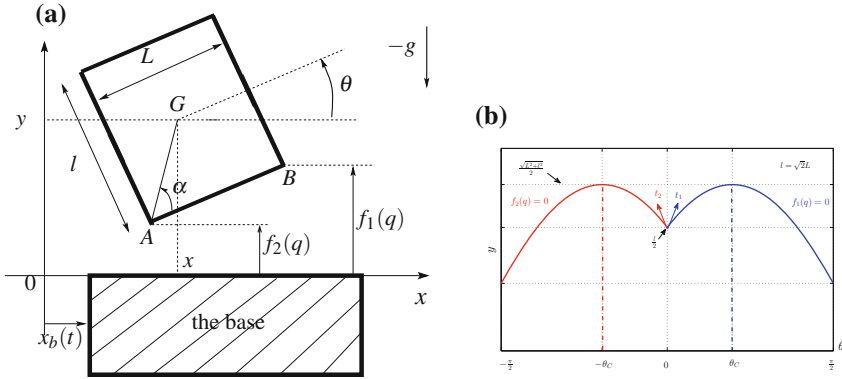 (a)
L
−g
G
θ
y
l
α
B
A
f₁(q)
f₂(q)
x
0
x
the base
x_b(t)
(b)
√(L²+l²)/2
l = √2L
t₂
t₁
f₂(q) = 0
f₁(q) = 0
l/2
y
θ
−π/2
−θ_C
0
θ_C
π/2